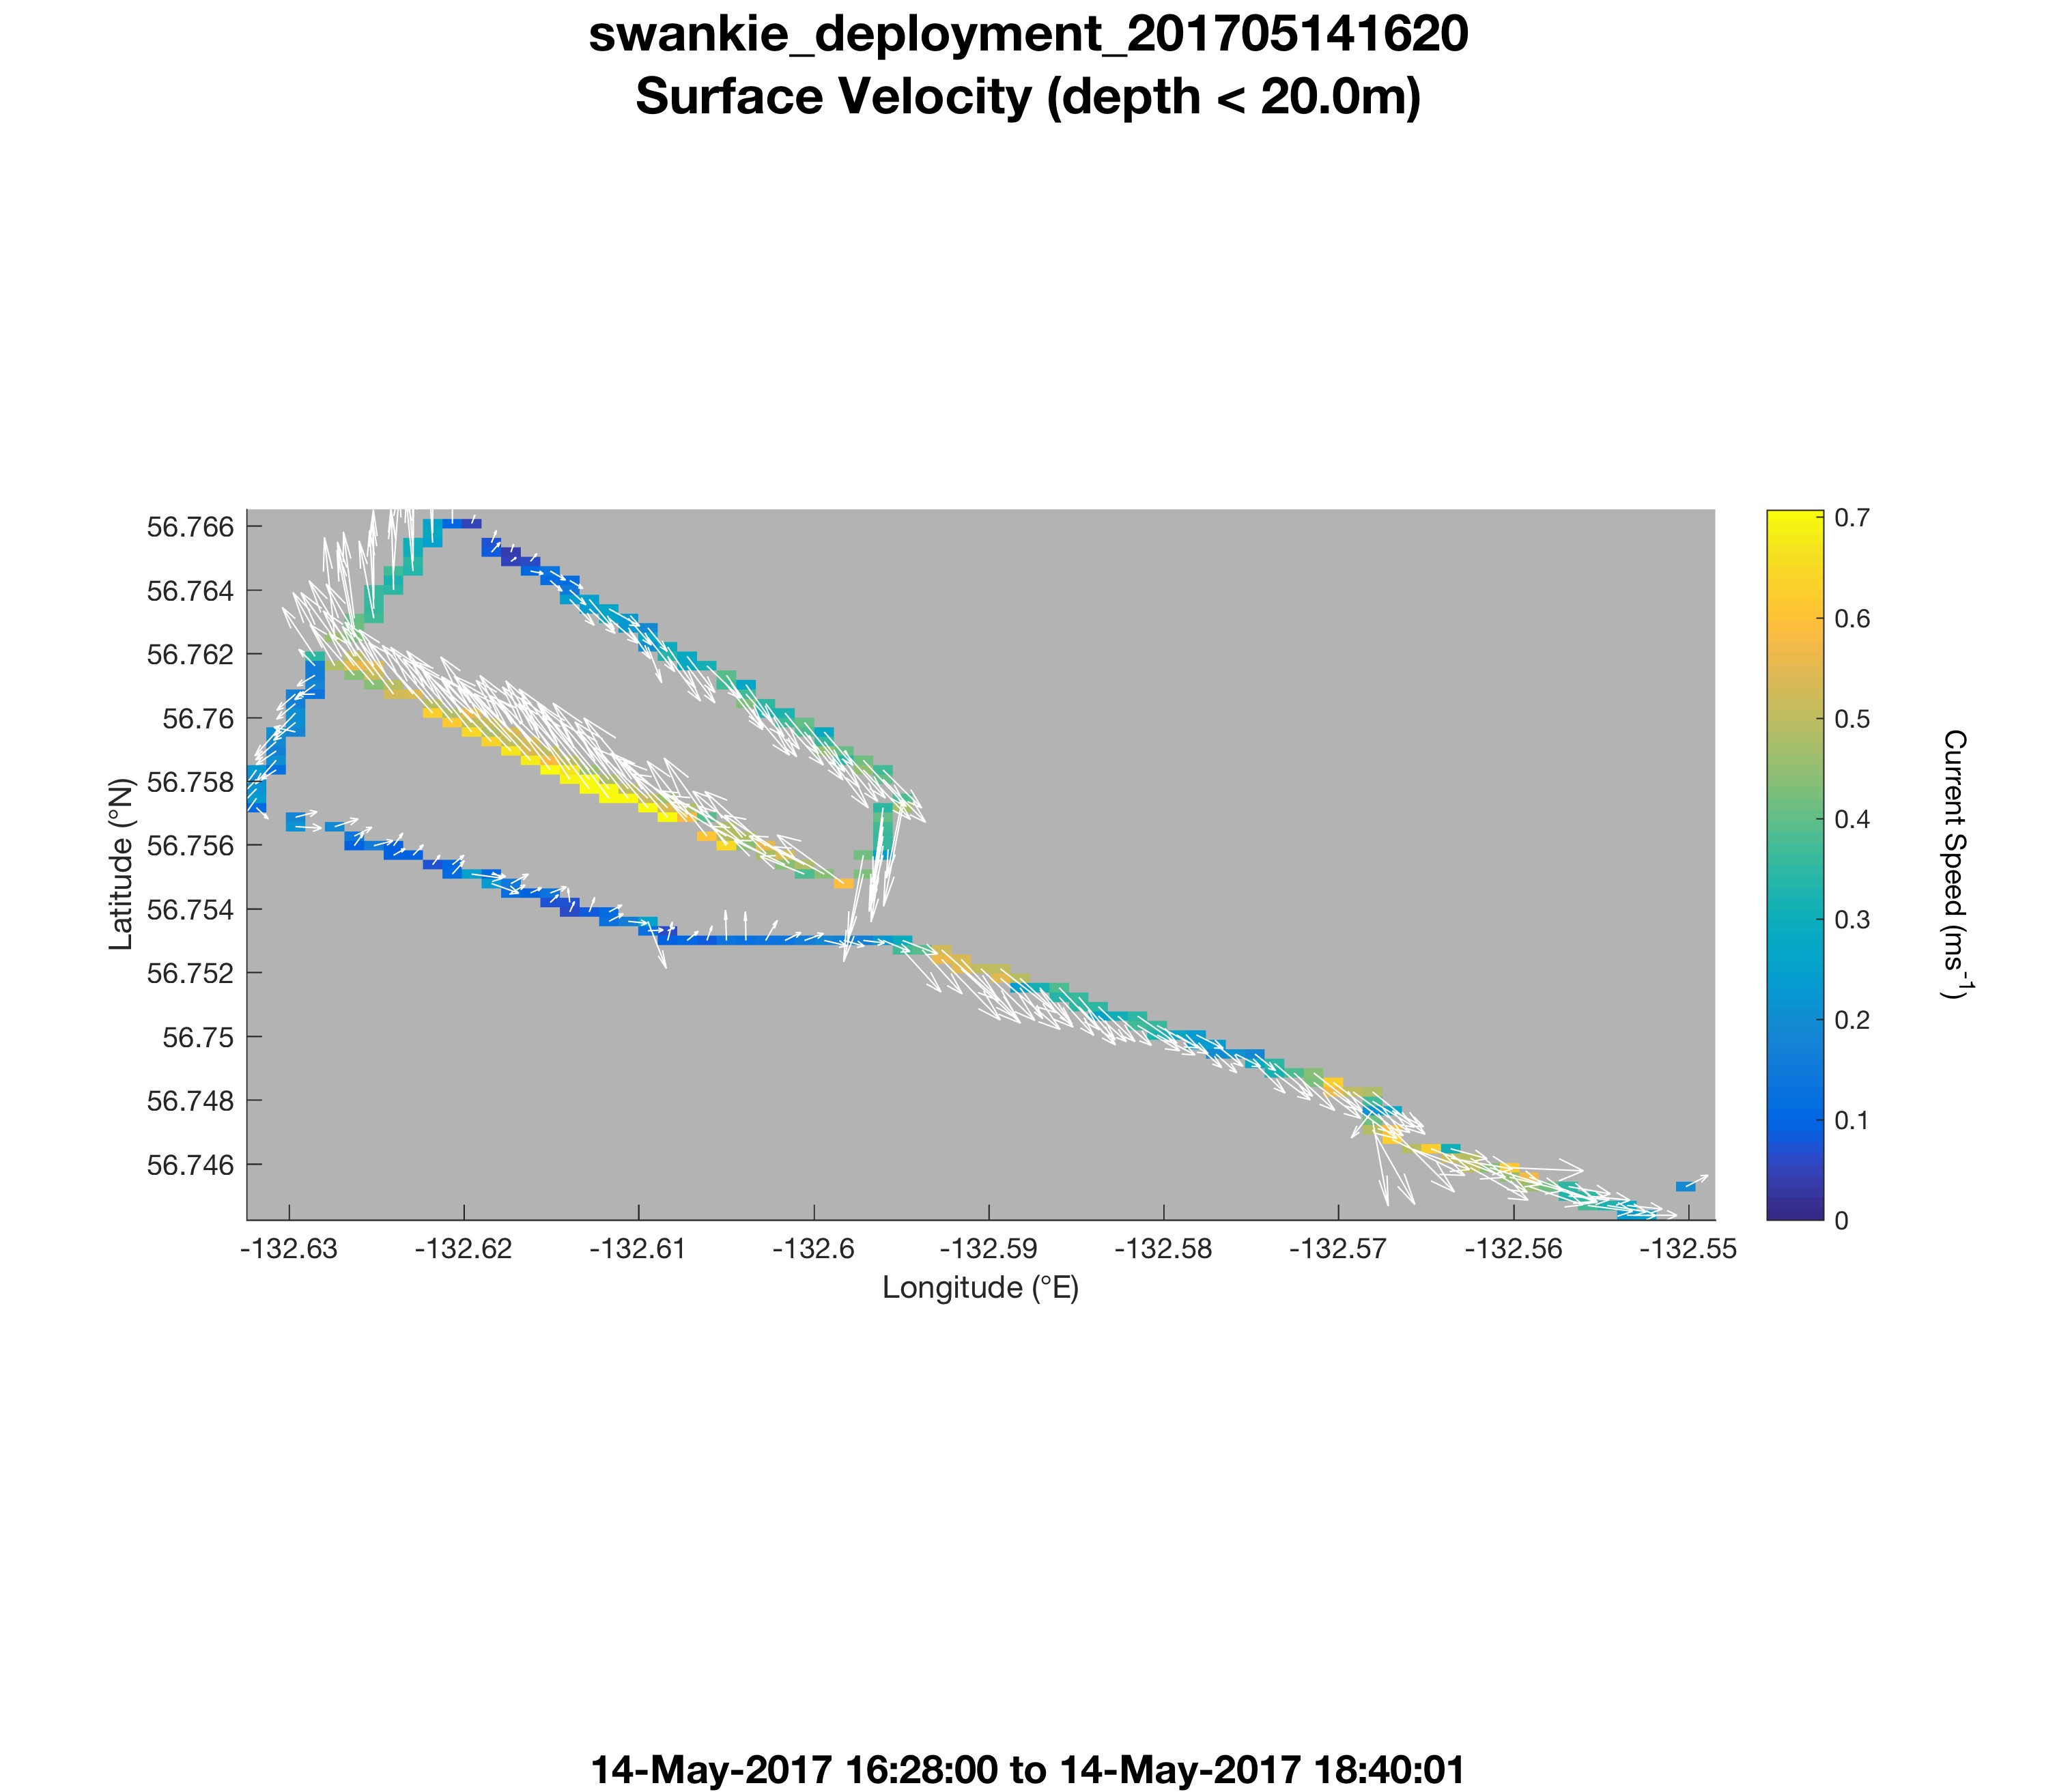 swankie_deployment_201705141620
Surface Velocity (depth < 20.0m)
56.766
56.764
56.762
56.76
56.758
56.756
56.754
56.752
56.75
56.748
56.746
Latitude (°N)
-132.63 -132.62 -132.61 -132.6 -132.59 -132.58 -132.57 -132.56 -132.55
Longitude (°E)
0.7
0.6
0.5
0.4
0.3
0.2
0.1
0
Current Speed (ms⁻¹)
14-May-2017 16:28:00 to 14-May-2017 18:40:01